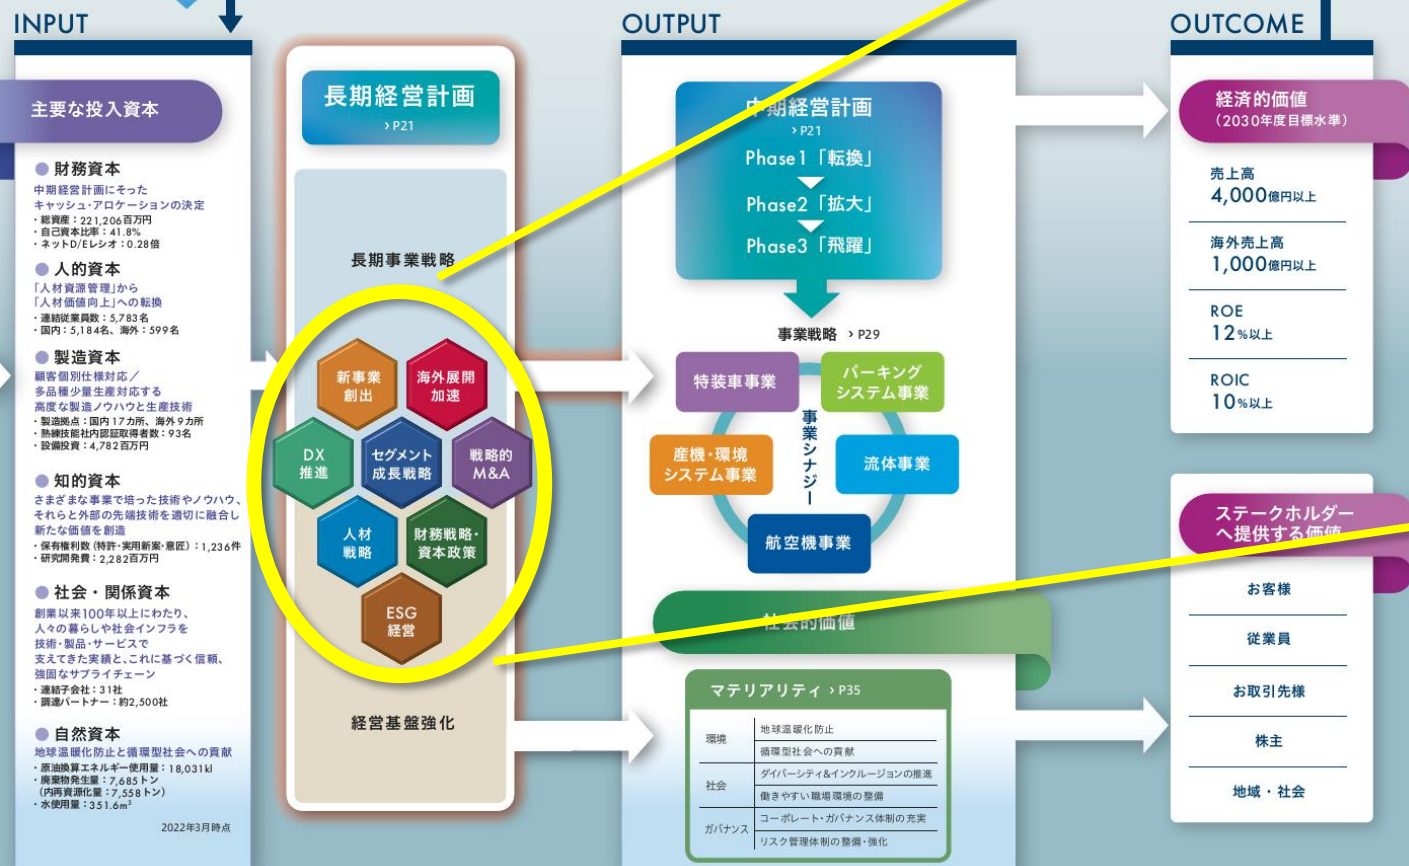 INPUT
主要な投入資本
● 財務資本
中期経営計画にそった
キャッシュ・アロケーションの決定
・総資産：221,206百万円
・自己資本比率：41.8%
・ネットD/Eレシオ：0.28倍
● 人的資本
「人材資源管理」から
「人材価値向上」への転換
・連結従業員数：5,783名
・国内：5,184名、海外：599名
● 製造資本
顧客個別仕様対応／
多品種少量生産対応する
高度な製造ノウハウと生産技術
・製造拠点：国内17カ所、海外9カ所
・熟練技能社内認証取得者数：93名
・設備投資：4,782百万円
● 知的資本
さまざまな事業で培った技術やノウハウ、
それらと外部の先端技術を適切に融合し
新たな価値を創造
・保有権利数（特許・実用新案・意匠）：1,236件
・研究開発費：2,282百万円
● 社会・関係資本
創業以来100年以上にわたり、
人々の暮らしや社会インフラを
技術・製品・サービスで
支えてきた実績と、これに基づく信頼、
強固なサプライチェーン
・連結子会社：31社
・調達パートナー：約2,500社
● 自然資本
地球温暖化防止と循環型社会への貢献
・原油換算エネルギー使用量：18,031kl
・廃棄物発生量：7,685トン
（内再資源化量：7,558トン）
・水使用量：351.6m³
2022年3月時点
長期経営計画
› P21
長期事業戦略
新事業
創出
海外展開
加速
DX
推進
セグメント
成長戦略
戦略的
M&A
人材
戦略
財務戦略・
資本政策
ESG
経営
経営基盤強化
OUTPUT
中期経営計画
› P21
Phase1「転換」
Phase2「拡大」
Phase3「飛躍」
事業戦略 › P29
特装車事業
パーキング
システム事業
産機・環境
システム事業
流体事業
航空機事業
事業シナジー
社会的価値
マテリアリティ › P35
環境
地球温暖化防止
循環型社会への貢献
社会
ダイバーシティ&インクルージョンの推進
働きやすい職場環境の整備
ガバナンス
コーポレート・ガバナンス体制の充実
リスク管理体制の整備・強化
OUTCOME
経済的価値
（2030年度目標水準）
売上高
4,000億円以上
海外売上高
1,000億円以上
ROE
12%以上
ROIC
10%以上
ステークホルダー
へ提供する価値
お客様
従業員
お取引先様
株主
地域・社会